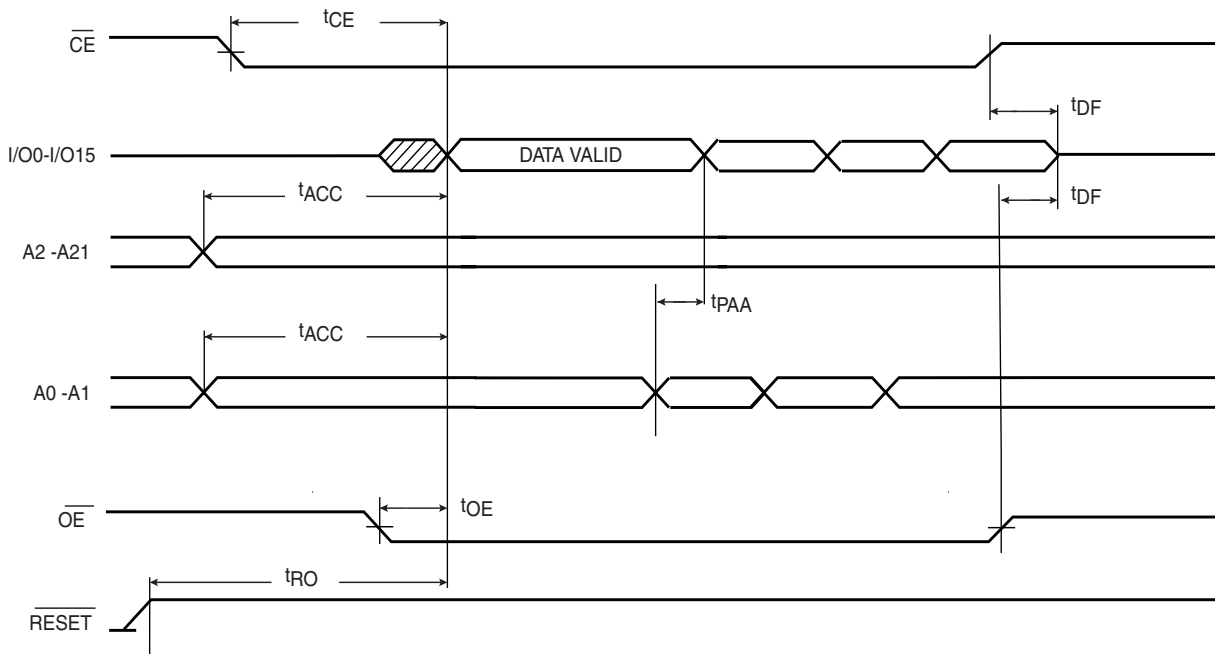 tCE
CE
tDF
I/O0-I/O15
DATA VALID
tACC
tDF
A2 -A21
tPAA
tACC
A0 -A1
tOE
OE
tRO
RESET